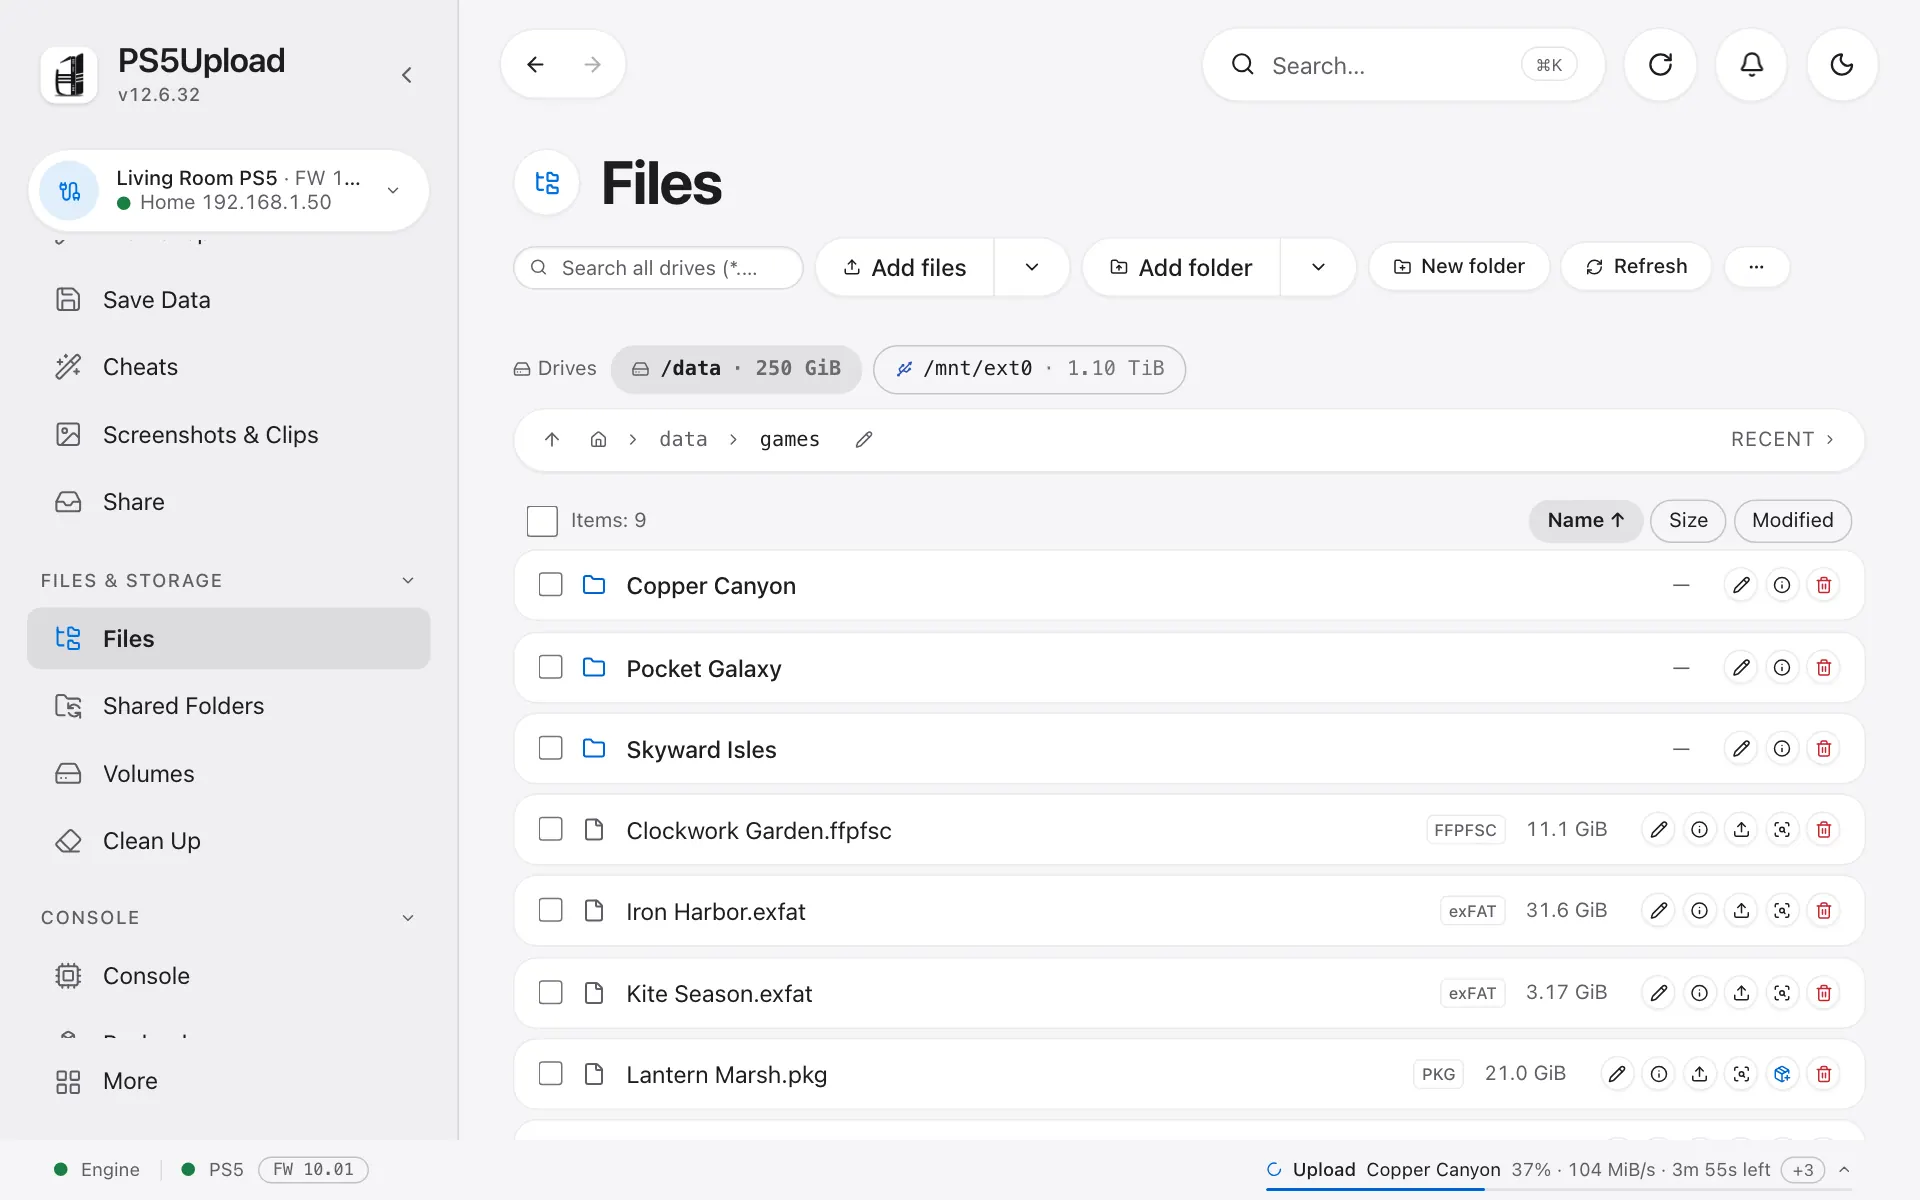 PS5Upload
v12.6.32
Living Room PS5 · FW 1...
Home 192.168.1.50
Save Data
Cheats
Screenshots & Clips
Share
FILES & STORAGE
Files
Shared Folders
Volumes
Clean Up
CONSOLE
Console
More
Search... ⌘K
Files
Search all drives (*....
Add files
Add folder
New folder
Refresh
...
Drives
/data · 250 GiB
/mnt/ext0 · 1.10 TiB
data > games
RECENT >
Items: 9
Name ↑
Size
Modified
Copper Canyon —
Pocket Galaxy —
Skyward Isles —
Clockwork Garden.ffpfsc FFPFSC 11.1 GiB
Iron Harbor.exfat exFAT 31.6 GiB
Kite Season.exfat exFAT 3.17 GiB
Lantern Marsh.pkg PKG 21.0 GiB
Engine
PS5
FW 10.01
Upload Copper Canyon 37% · 104 MiB/s · 3m 55s left +3